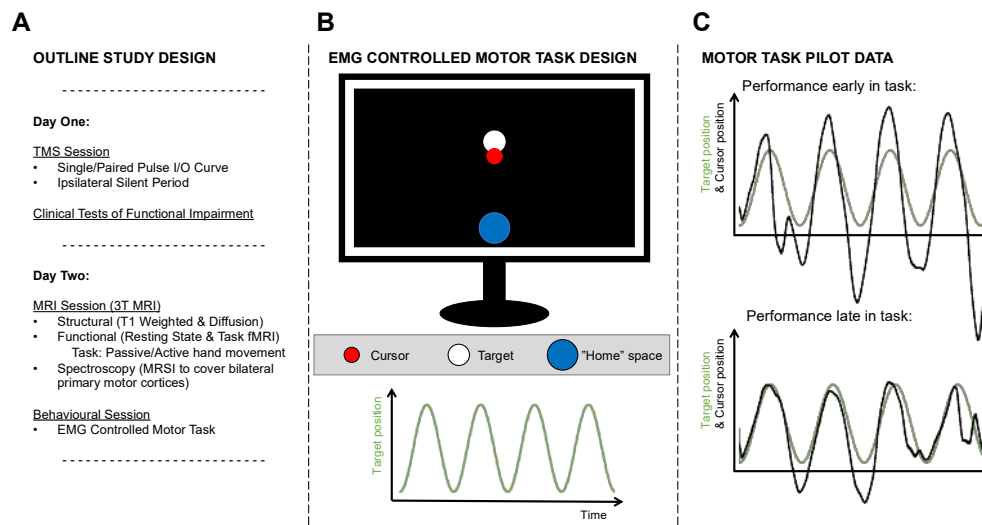 A
OUTLINE STUDY DESIGN
Day One:
TMS Session
• Single/Paired Pulse I/O Curve
• Ipsilateral Silent Period
Clinical Tests of Functional Impairment
Day Two:
MRI Session (3T MRI)
• Structural (T1 Weighted & Diffusion)
• Functional (Resting State & Task fMRI)
Task: Passive/Active hand movement
• Spectroscopy (MRSI to cover bilateral
primary motor cortices)
Behavioural Session
• EMG Controlled Motor Task
B
EMG CONTROLLED MOTOR TASK DESIGN
Cursor
Target
"Home" space
Target position
Time
C
MOTOR TASK PILOT DATA
Performance early in task:
Target position
& Cursor position
Performance late in task:
Target position
& Cursor position